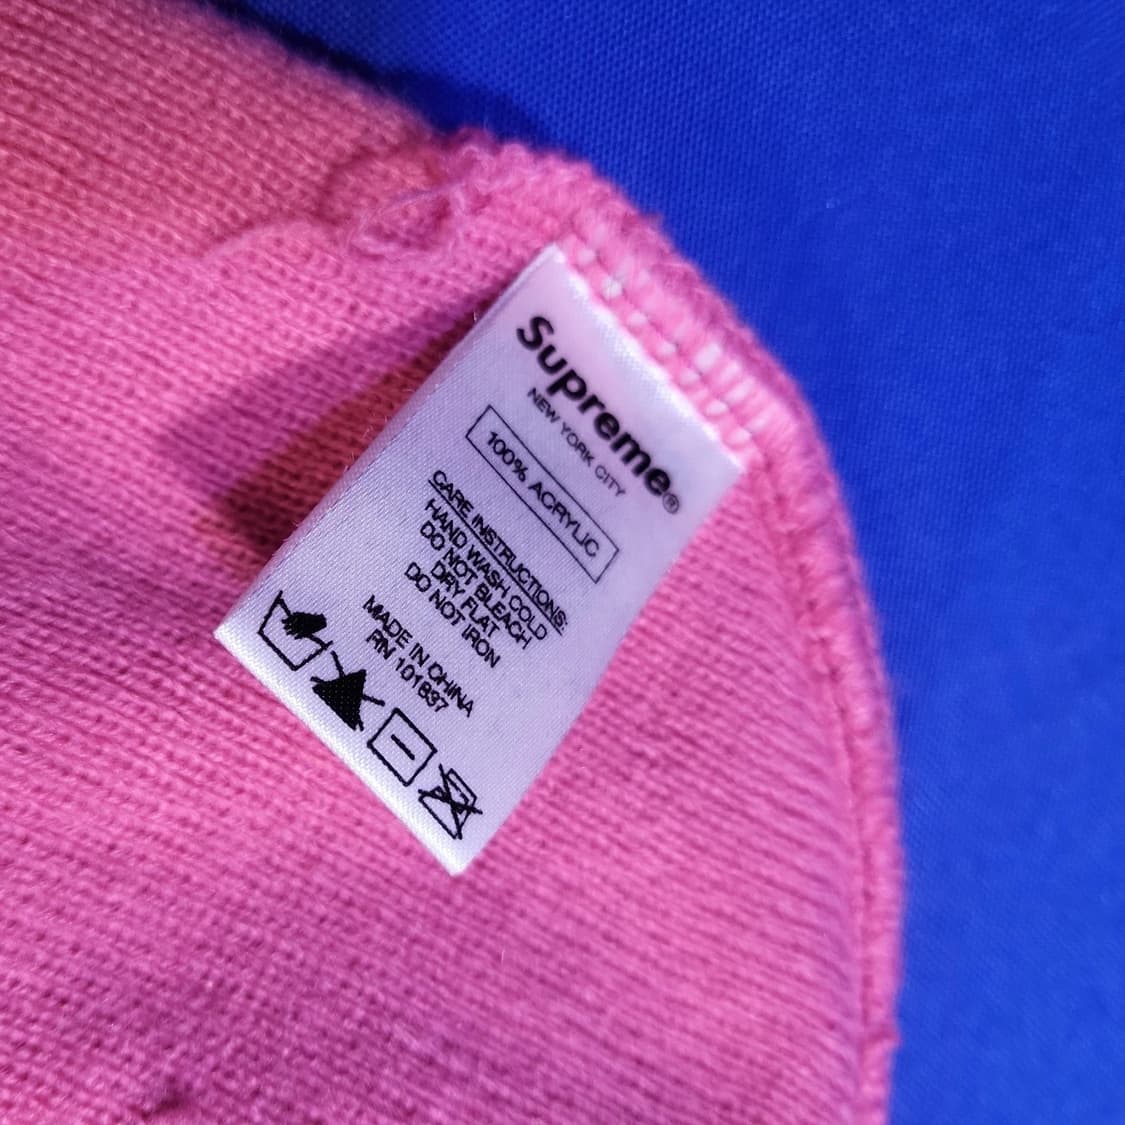 Supreme®
NEW YORK CITY
100% ACRYLIC
CARE INSTRUCTIONS:
HAND WASH COLD
DO NOT BLEACH
DRY FLAT
DO NOT IRON
MADE IN CHINA
RN 101837